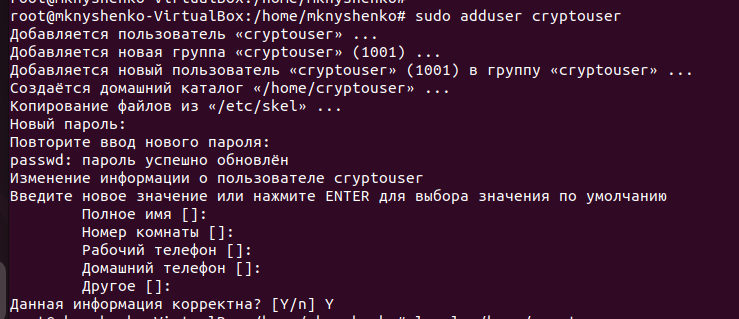 root@mknyshenko-VirtualBox:/home/mknyshenko#
root@mknyshenko-VirtualBox:/home/mknyshenko# sudo adduser cryptouser
Добавляется пользователь «cryptouser» ...
Добавляется новая группа «cryptouser» (1001) ...
Добавляется новый пользователь «cryptouser» (1001) в группу «cryptouser» ...
Создаётся домашний каталог «/home/cryptouser» ...
Копирование файлов из «/etc/skel» ...
Новый пароль:
Повторите ввод нового пароля:
passwd: пароль успешно обновлён
Изменение информации о пользователе cryptouser
Введите новое значение или нажмите ENTER для выбора значения по умолчанию
Полное имя []:
Номер комнаты []:
Рабочий телефон []:
Домашний телефон []:
Другое []:
Данная информация корректна? [Y/n] Y